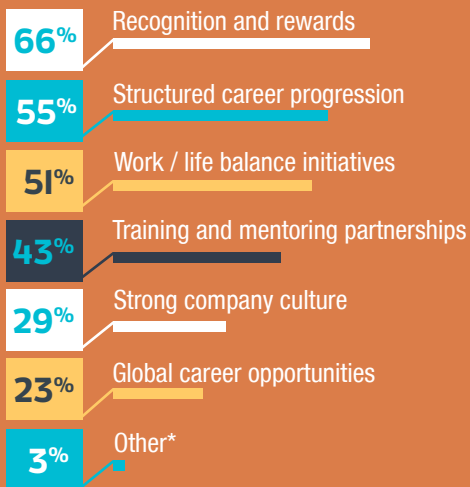 66% Recognition and rewards
55% Structured career progression
51% Work / life balance initiatives
43% Training and mentoring partnerships
29% Strong company culture
23% Global career opportunities
3% Other*